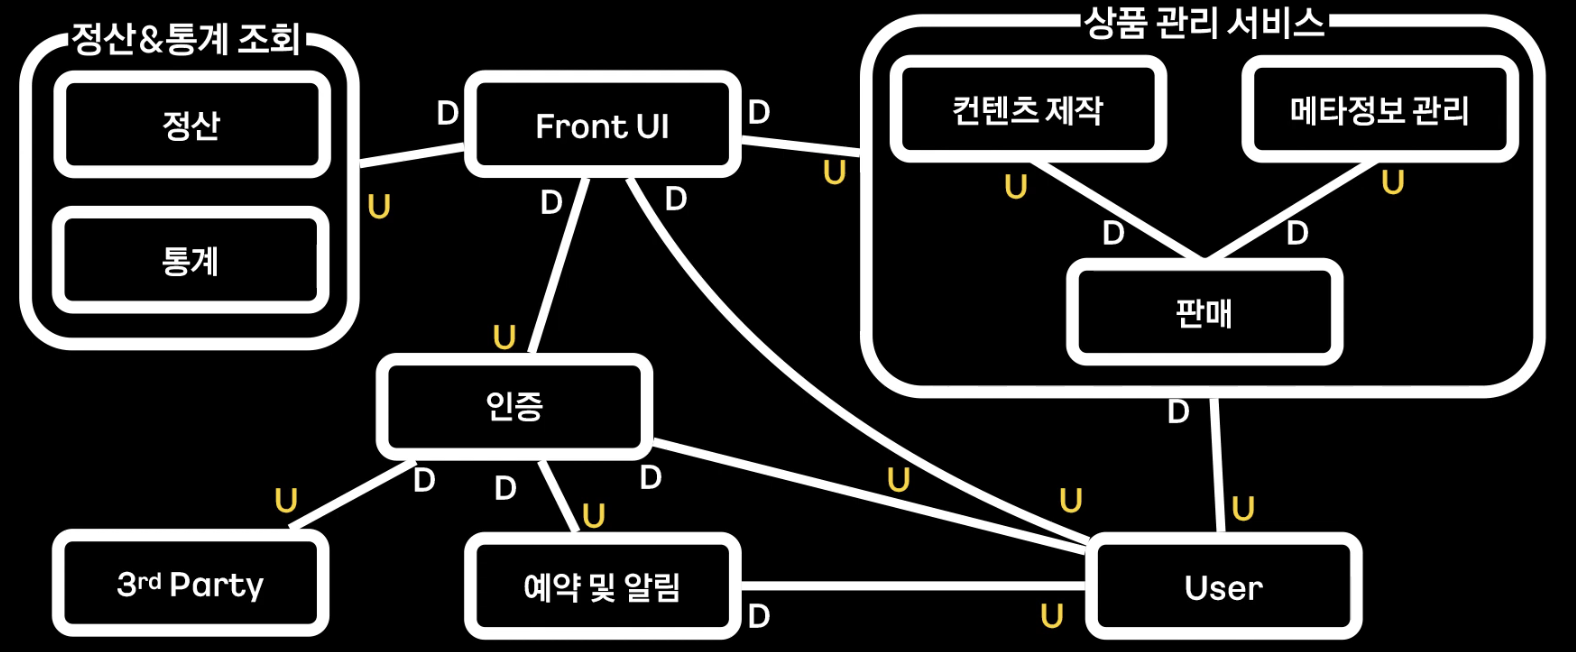 정산&통계 조회
상품 관리 서비스
정산
D
Front UI
D
컨텐츠 제작
메타정보 관리
U
U
U
U
D
D
D
D
통계
판매
U
인증
D
D
D
D
U
U
U
U
U
3rd Party
예약 및 알림
D
U
User